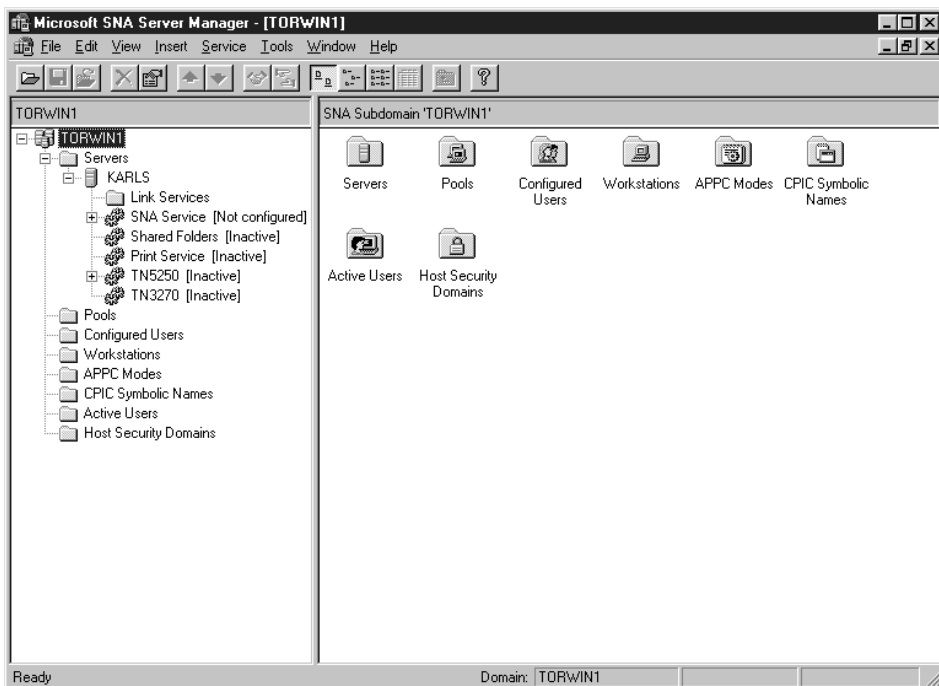 Microsoft SNA Server Manager - [TORWIN1]
File Edit View Insert Service Tools Window Help
TORWIN1
SNA Subdomain 'TORWIN1'
TORWIN1
Servers
KARLS
Link Services
SNA Service [Not configured]
Shared Folders [Inactive]
Print Service [Inactive]
TN5250 [Inactive]
TN3270 [Inactive]
Pools
Configured Users
Workstations
APPC Modes
CPIC Symbolic Names
Active Users
Host Security Domains
Servers
Pools
Configured
Users
Workstations
APPC Modes
CPIC Symbolic
Names
Active Users
Host Security
Domains
Ready
Domain: TORWIN1